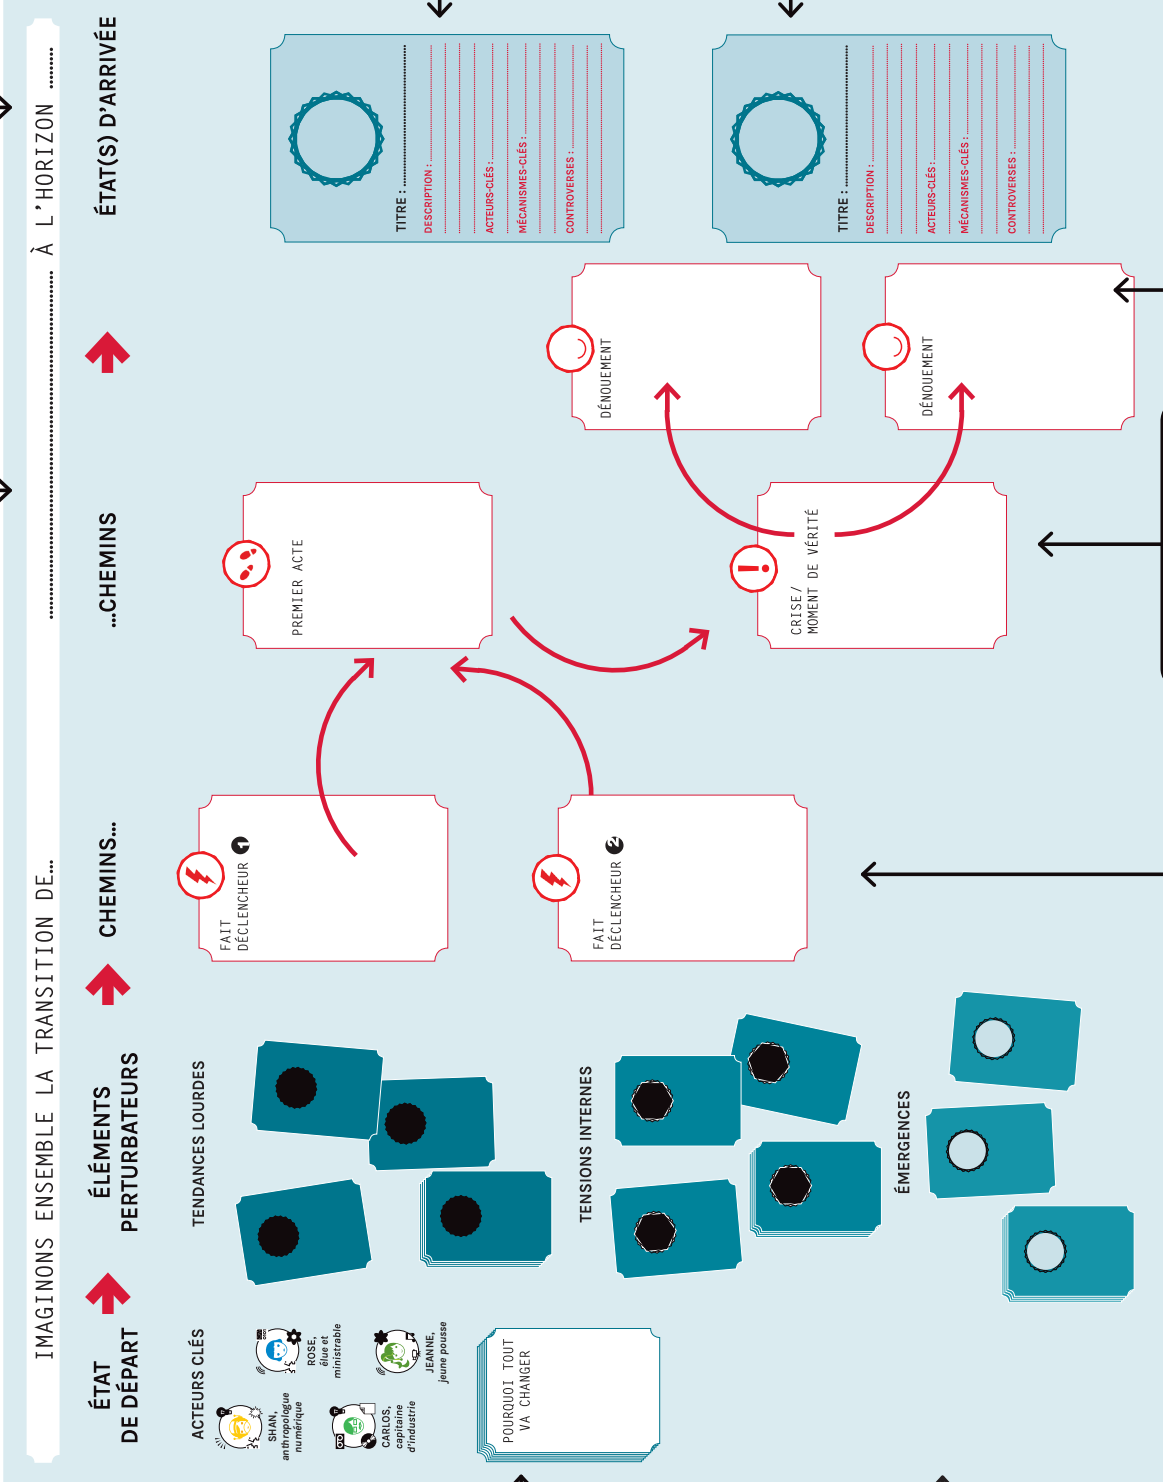 IMAGINONS ENSEMBLE LA TRANSITION DE... À L'HORIZON
ÉTAT
DE DÉPART
ÉLÉMENTS
PERTURBATEURS
CHEMINS...
...CHEMINS
ÉTAT(S) D'ARRIVÉE
ACTEURS CLÉS
SHAN,
anthropologue
numérique
ROSE,
élue et
ministrable
CARLOS,
capitaine
d'industrie
JEANNE,
jeune pousse
POURQUOI TOUT
VA CHANGER
TENDANCES LOURDES
TENSIONS INTERNES
ÉMERGENCES
FAIT
DÉCLENCHEUR 1
FAIT
DÉCLENCHEUR 2
PREMIER ACTE
CRISE/
MOMENT DE VÉRITÉ
DÉNOUEMENT
DÉNOUEMENT
TITRE :
DESCRIPTION :
ACTEURS-CLÉS :
MÉCANISMES-CLÉS :
CONTROVERSES :
TITRE :
DESCRIPTION :
ACTEURS-CLÉS :
MÉCANISMES-CLÉS :
CONTROVERSES :